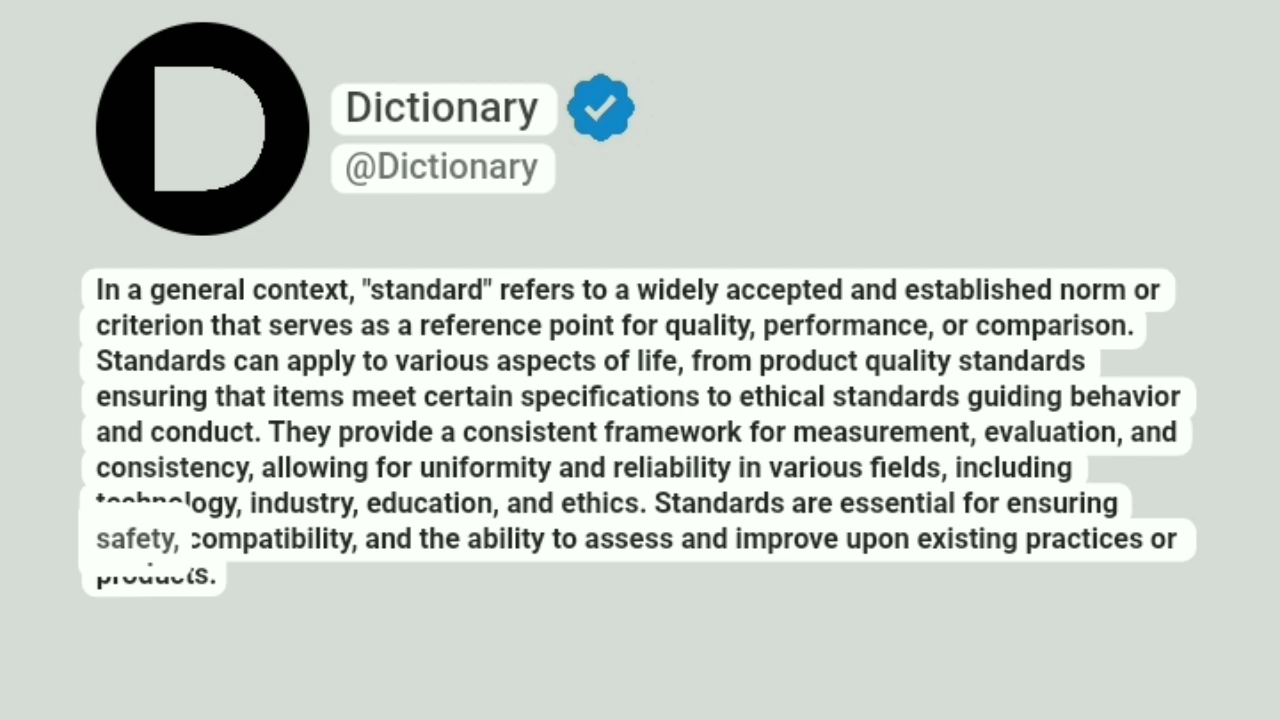 D
Dictionary
@Dictionary
In a general context, "standard" refers to a widely accepted and established norm or
criterion that serves as a reference point for quality, performance, or comparison.
Standards can apply to various aspects of life, from product quality standards
ensuring that items meet certain specifications to ethical standards guiding behavior
and conduct. They provide a consistent framework for measurement, evaluation, and
consistency, allowing for uniformity and reliability in various fields, including
technology, industry, education, and ethics. Standards are essential for ensuring
safety, compatibility, and the ability to assess and improve upon existing practices or
products.